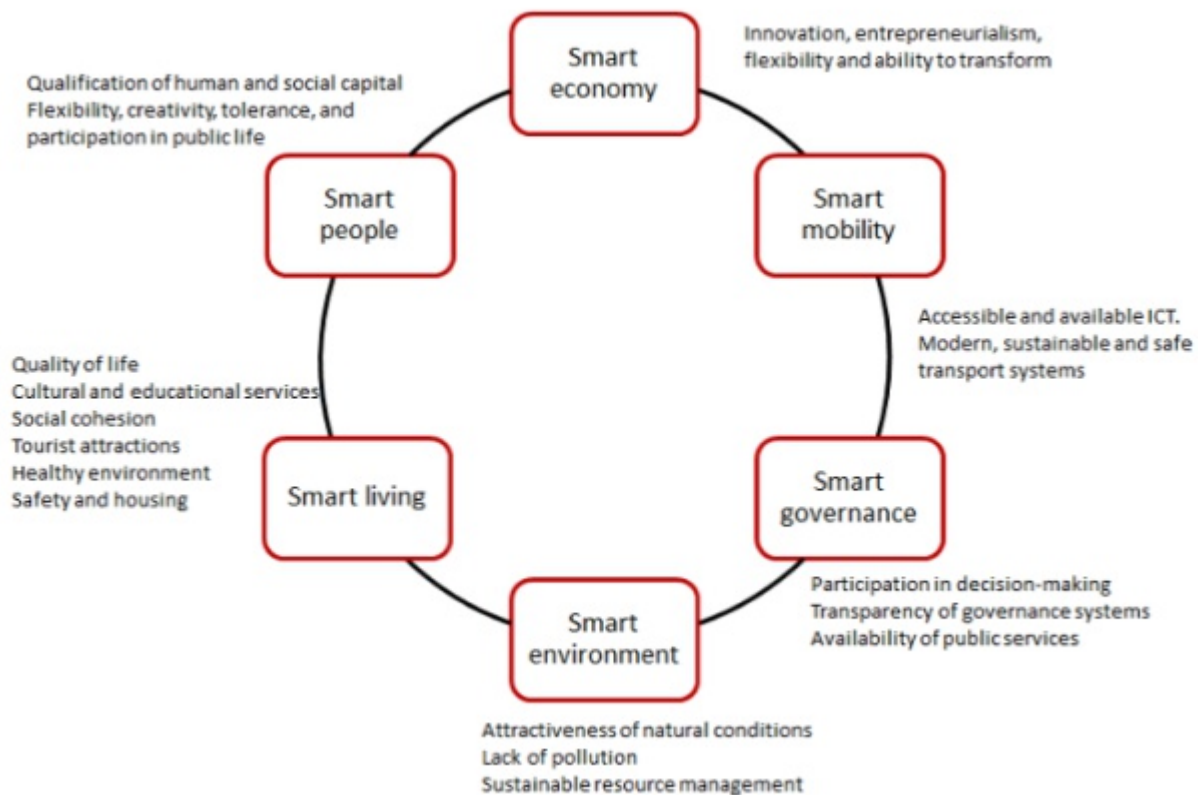 Smart
economy
Innovation, entrepreneurialism,
flexibility and ability to transform
Smart
mobility
Accessible and available ICT.
Modern, sustainable and safe
transport systems
Smart
governance
Participation in decision-making
Transparency of governance systems
Availability of public services
Smart
environment
Attractiveness of natural conditions
Lack of pollution
Sustainable resource management
Smart living
Quality of life
Cultural and educational services
Social cohesion
Tourist attractions
Healthy environment
Safety and housing
Smart
people
Qualification of human and social capital
Flexibility, creativity, tolerance, and
participation in public life